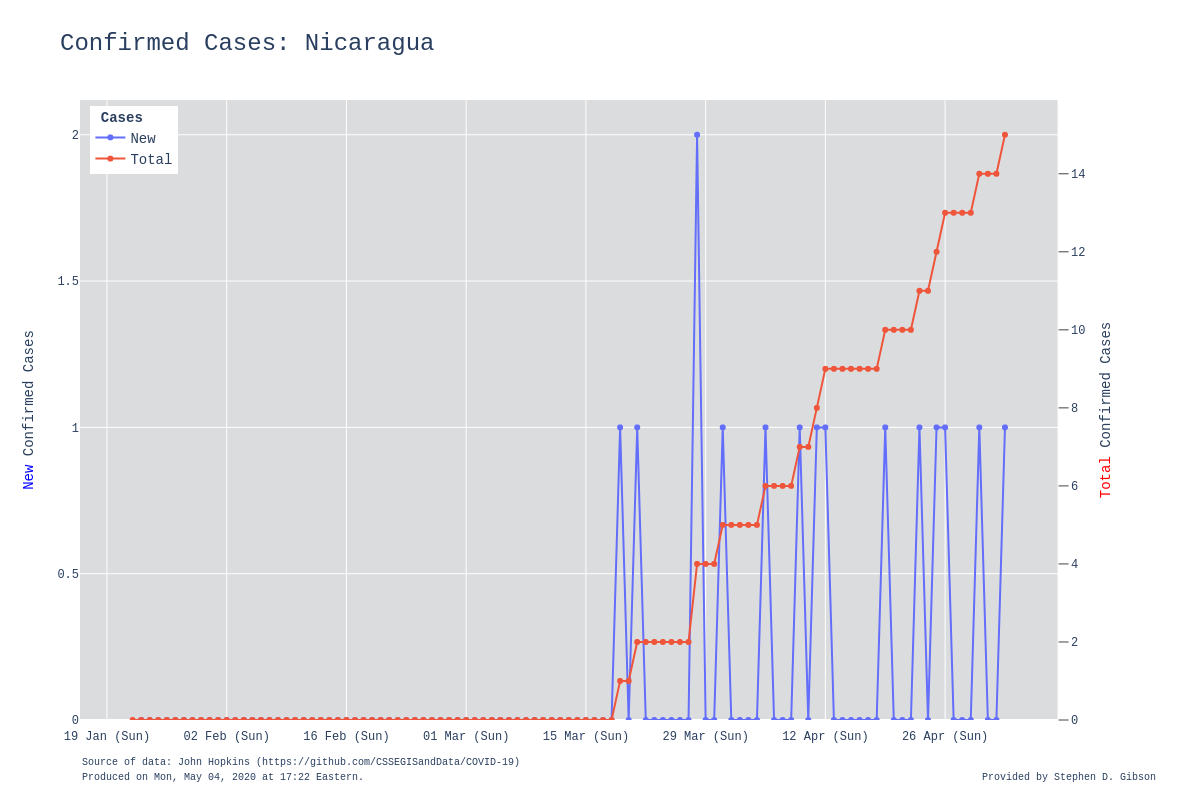 Confirmed Cases: Nicaragua
Cases
New
Total
2
1.5
1
0.5
0
14
12
10
8
6
4
2
0
New Confirmed Cases
Total Confirmed Cases
19 Jan (Sun) 02 Feb (Sun) 16 Feb (Sun) 01 Mar (Sun) 15 Mar (Sun) 29 Mar (Sun) 12 Apr (Sun) 26 Apr (Sun)
Source of data: John Hopkins (https://github.com/CSSEGISandData/COVID-19)
Produced on Mon, May 04, 2020 at 17:22 Eastern.
Provided by Stephen D. Gibson